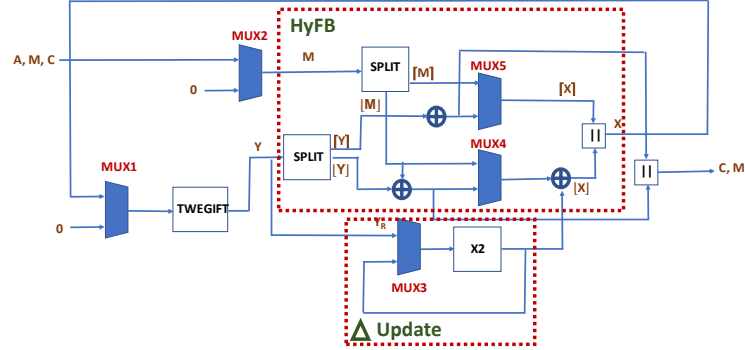 HyFB
MUX2
A, M, C
M
SPLIT
⌈M⌉
MUX5
⌈X⌉
0
⌊M⌋
X
||
Y
SPLIT
⌈Y⌉
⌊Y⌋
MUX4
⌊X⌋
||
C, M
MUX1
TWEGIFT
0
Y_R
X2
MUX3
Δ Update